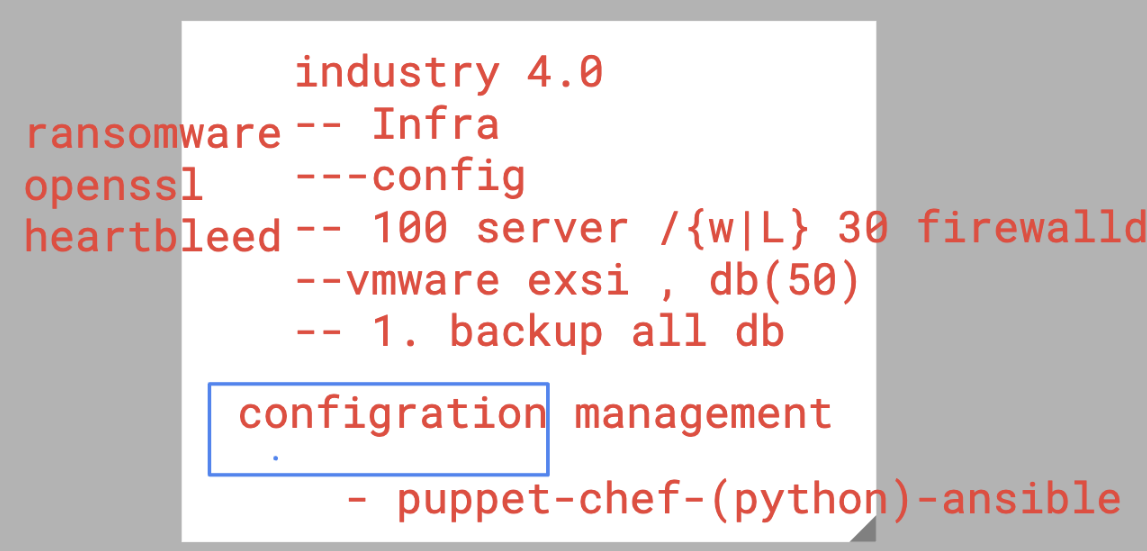 industry 4.0
ransomware -- Infra
openssl ---config
heartbleed -- 100 server /{w|L} 30 firewalld
--vmware exsi , db(50)
-- 1. backup all db
configration management
- puppet-chef-(python)-ansible